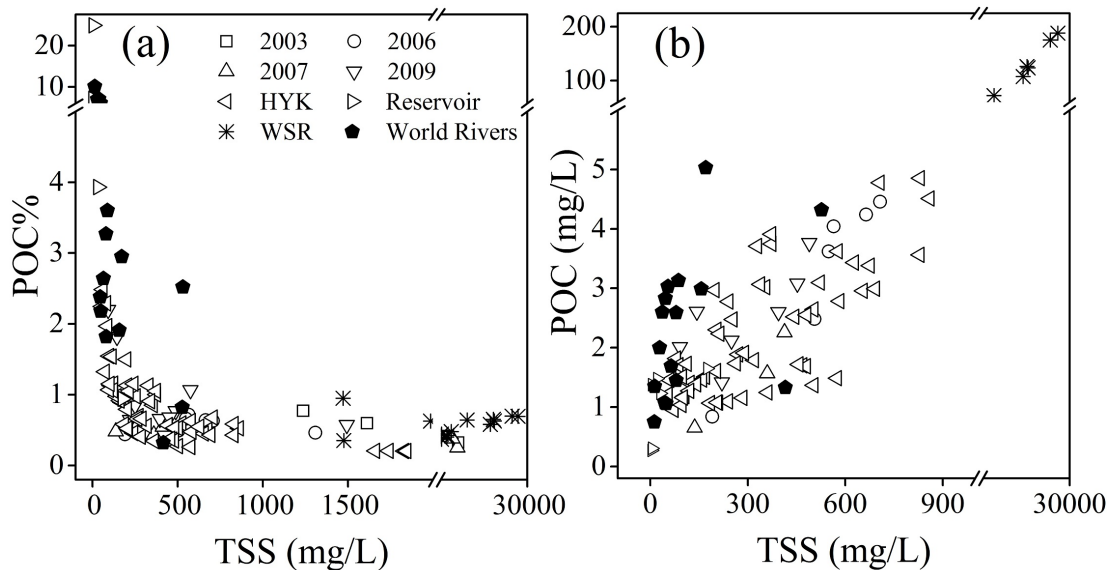 (a)
(b)
2003 2006
2007 2009
HYK Reservoir
WSR World Rivers
20
10
4
3
2
1
0
POC%
0 500 1000 1500 30000
TSS (mg/L)
200
100
5
4
3
2
1
0
POC (mg/L)
0 300 600 900 30000
TSS (mg/L)